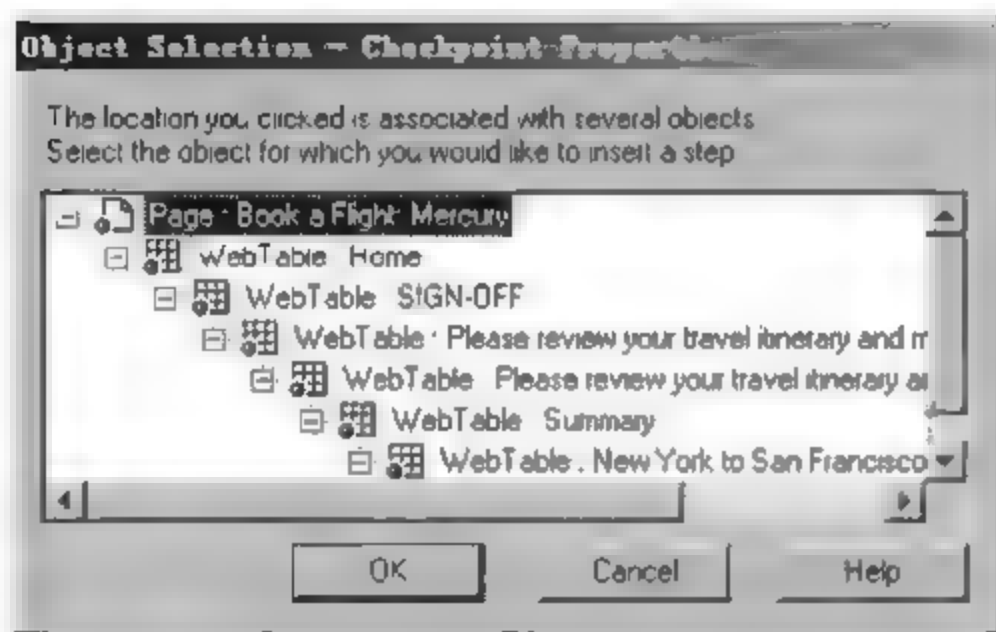 Object Selection - Checkpoint Properties
The location you clicked is associated with several objects
Select the object for which you would like to insert a step
Page : Book a Flight: Mercury
WebTable Home
WebTable SIGN-OFF
WebTable : Please review your travel itinerary and m
WebTable Please review your travel itinerary a
WebTable Summary
WebTable : New York to San Francisco
OK
Cancel
Help